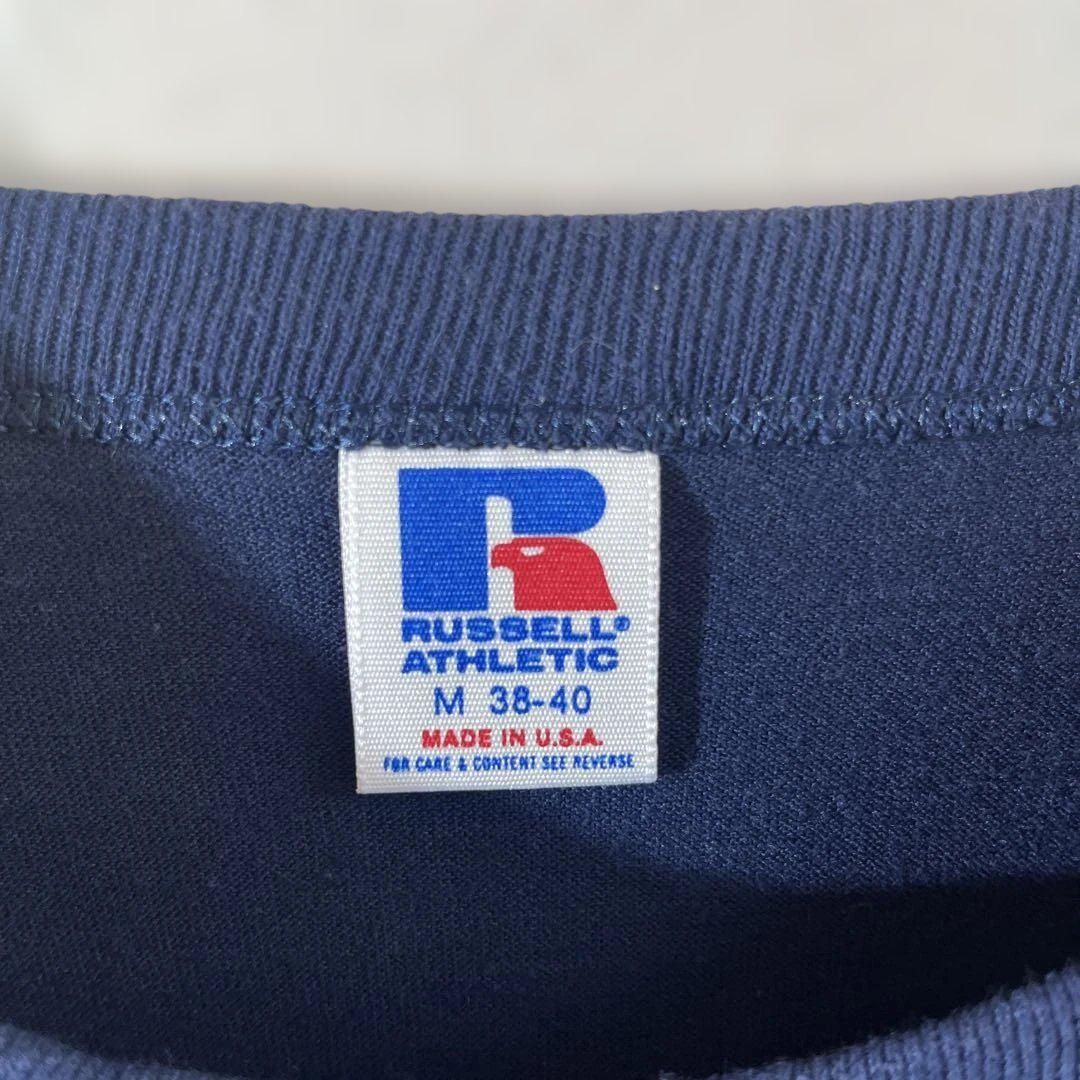 R
RUSSELL®
ATHLETIC
M 38-40
MADE IN U.S.A.
FOR CARE & CONTENT SEE REVERSE